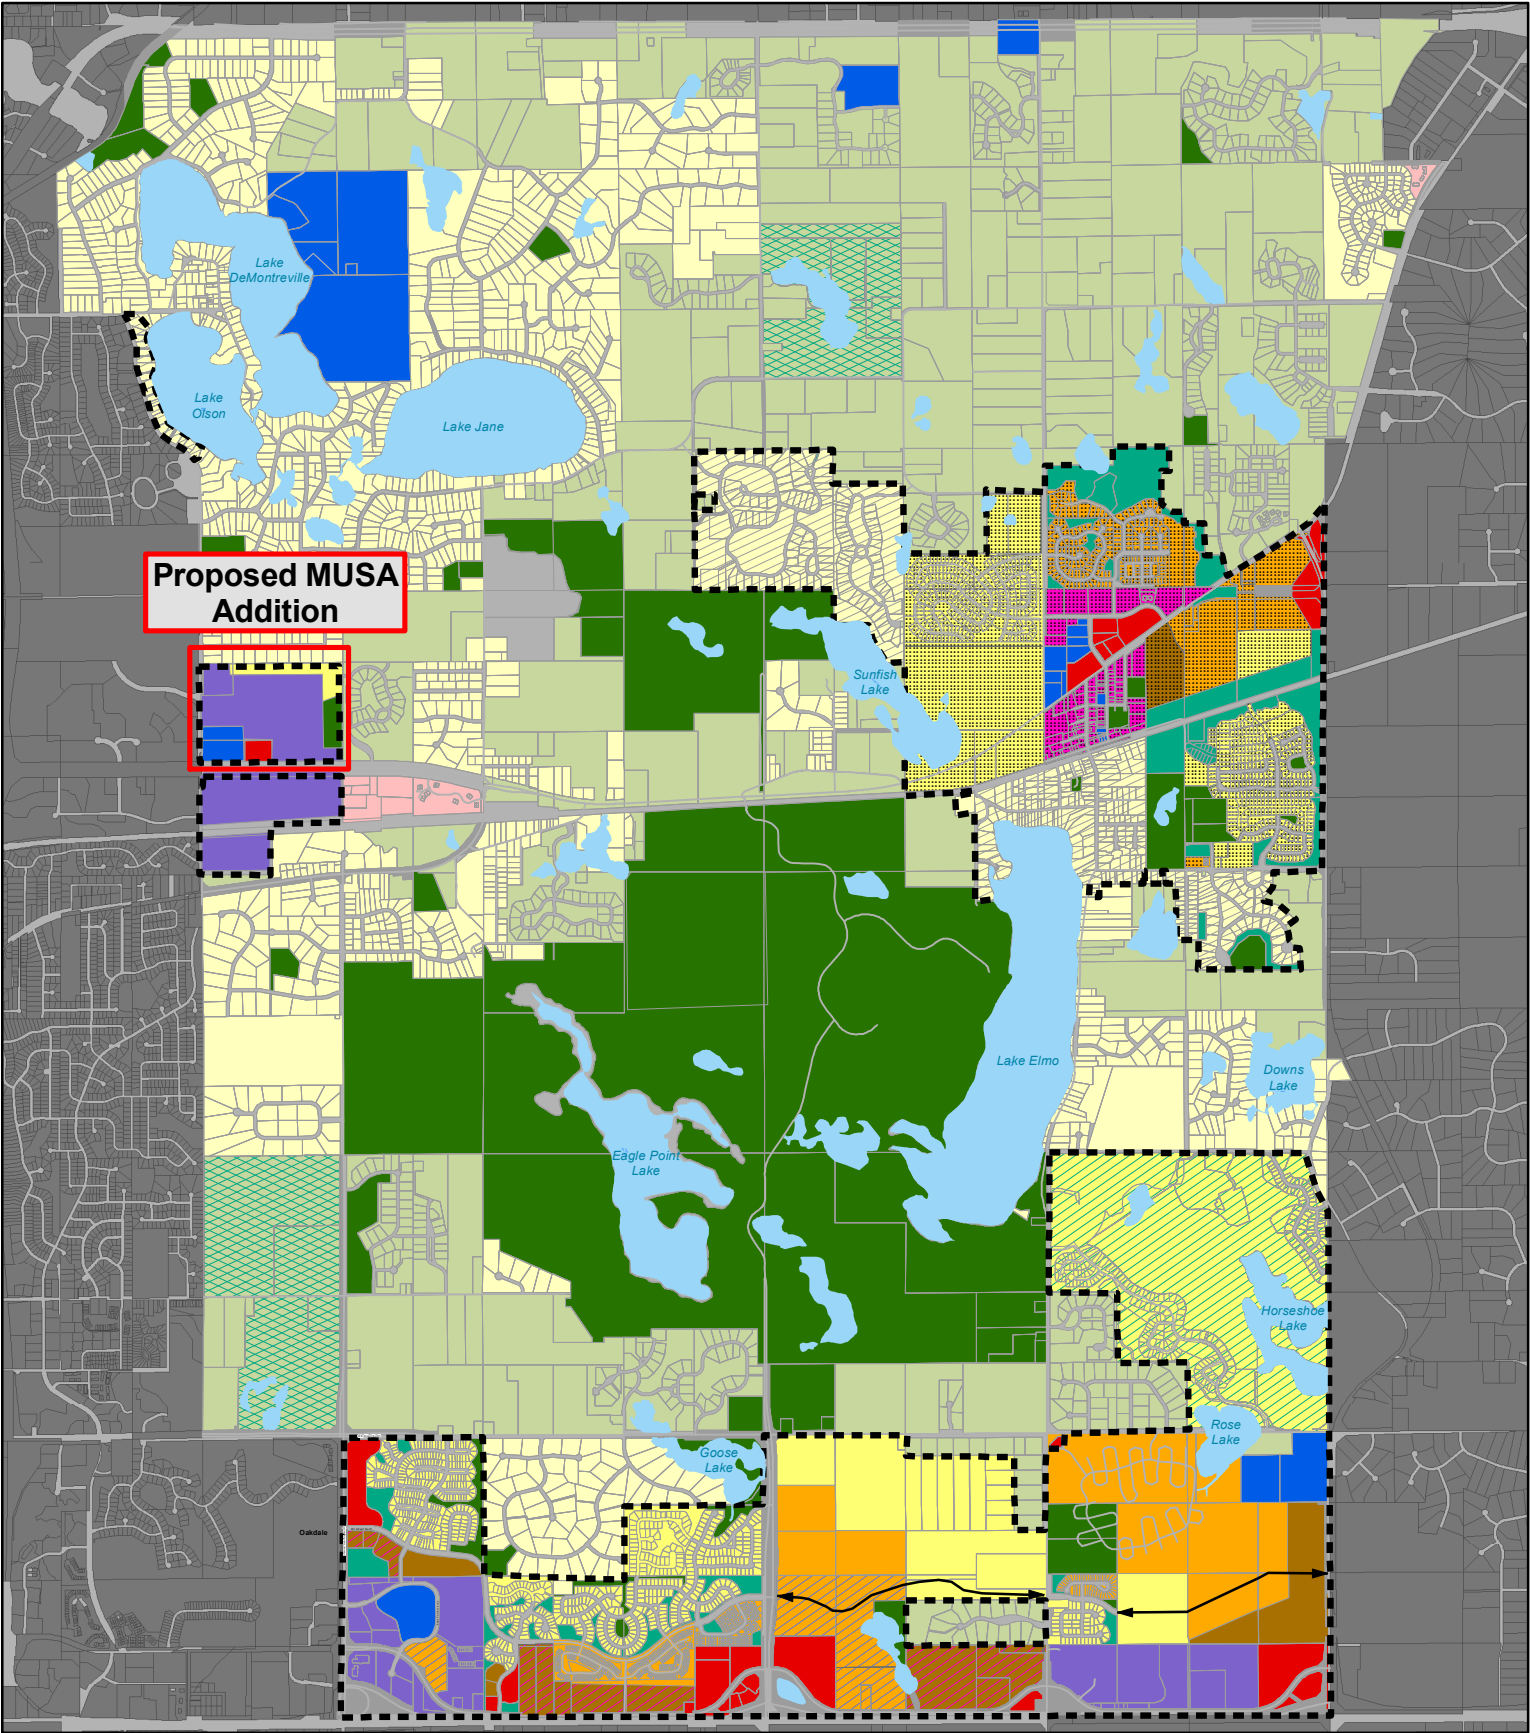 Lake
DeMontreville
Lake
Olson
Lake Jane
Proposed MUSA
Addition
Sunfish
Lake
Lake Elmo
Downs
Lake
Eagle Point
Lake
Horseshoe
Lake
Rose
Lake
Goose
Lake
Oakdale